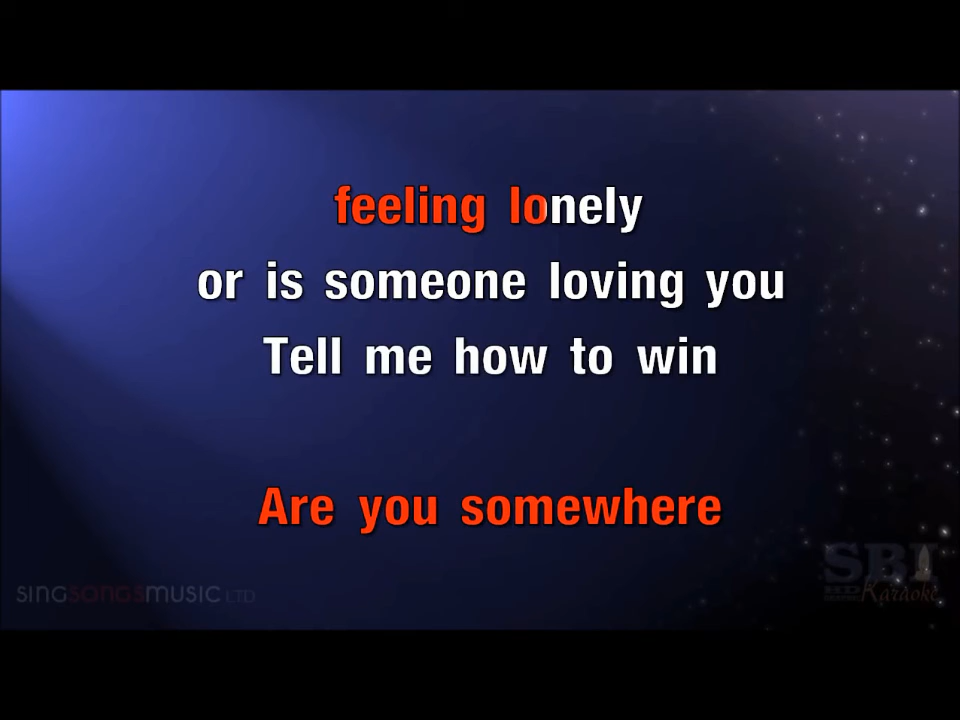 feeling lonely
or is someone loving you
Tell me how to win
Are you somewhere
SINGSONGSMUSIC LTD
SBI
HD
Karaoke